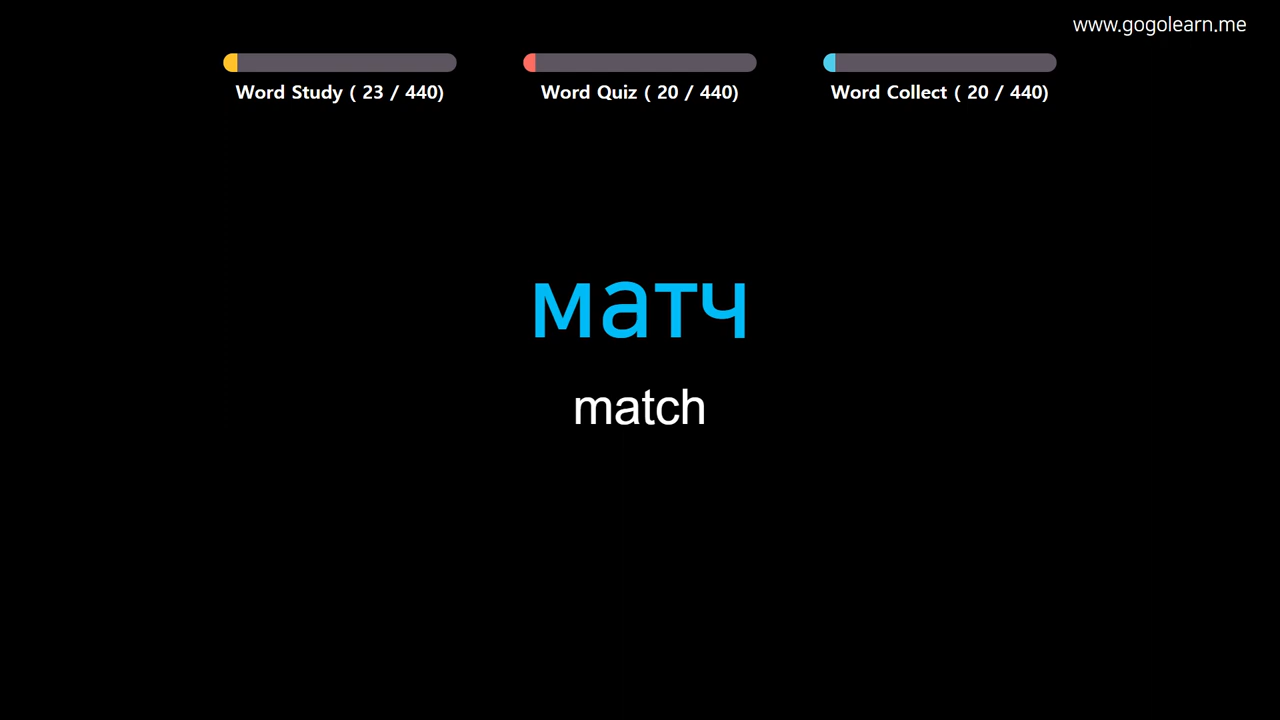 www.gogolearn.me
Word Study ( 23 / 440)
Word Quiz ( 20 / 440)
Word Collect ( 20 / 440)
матч
match